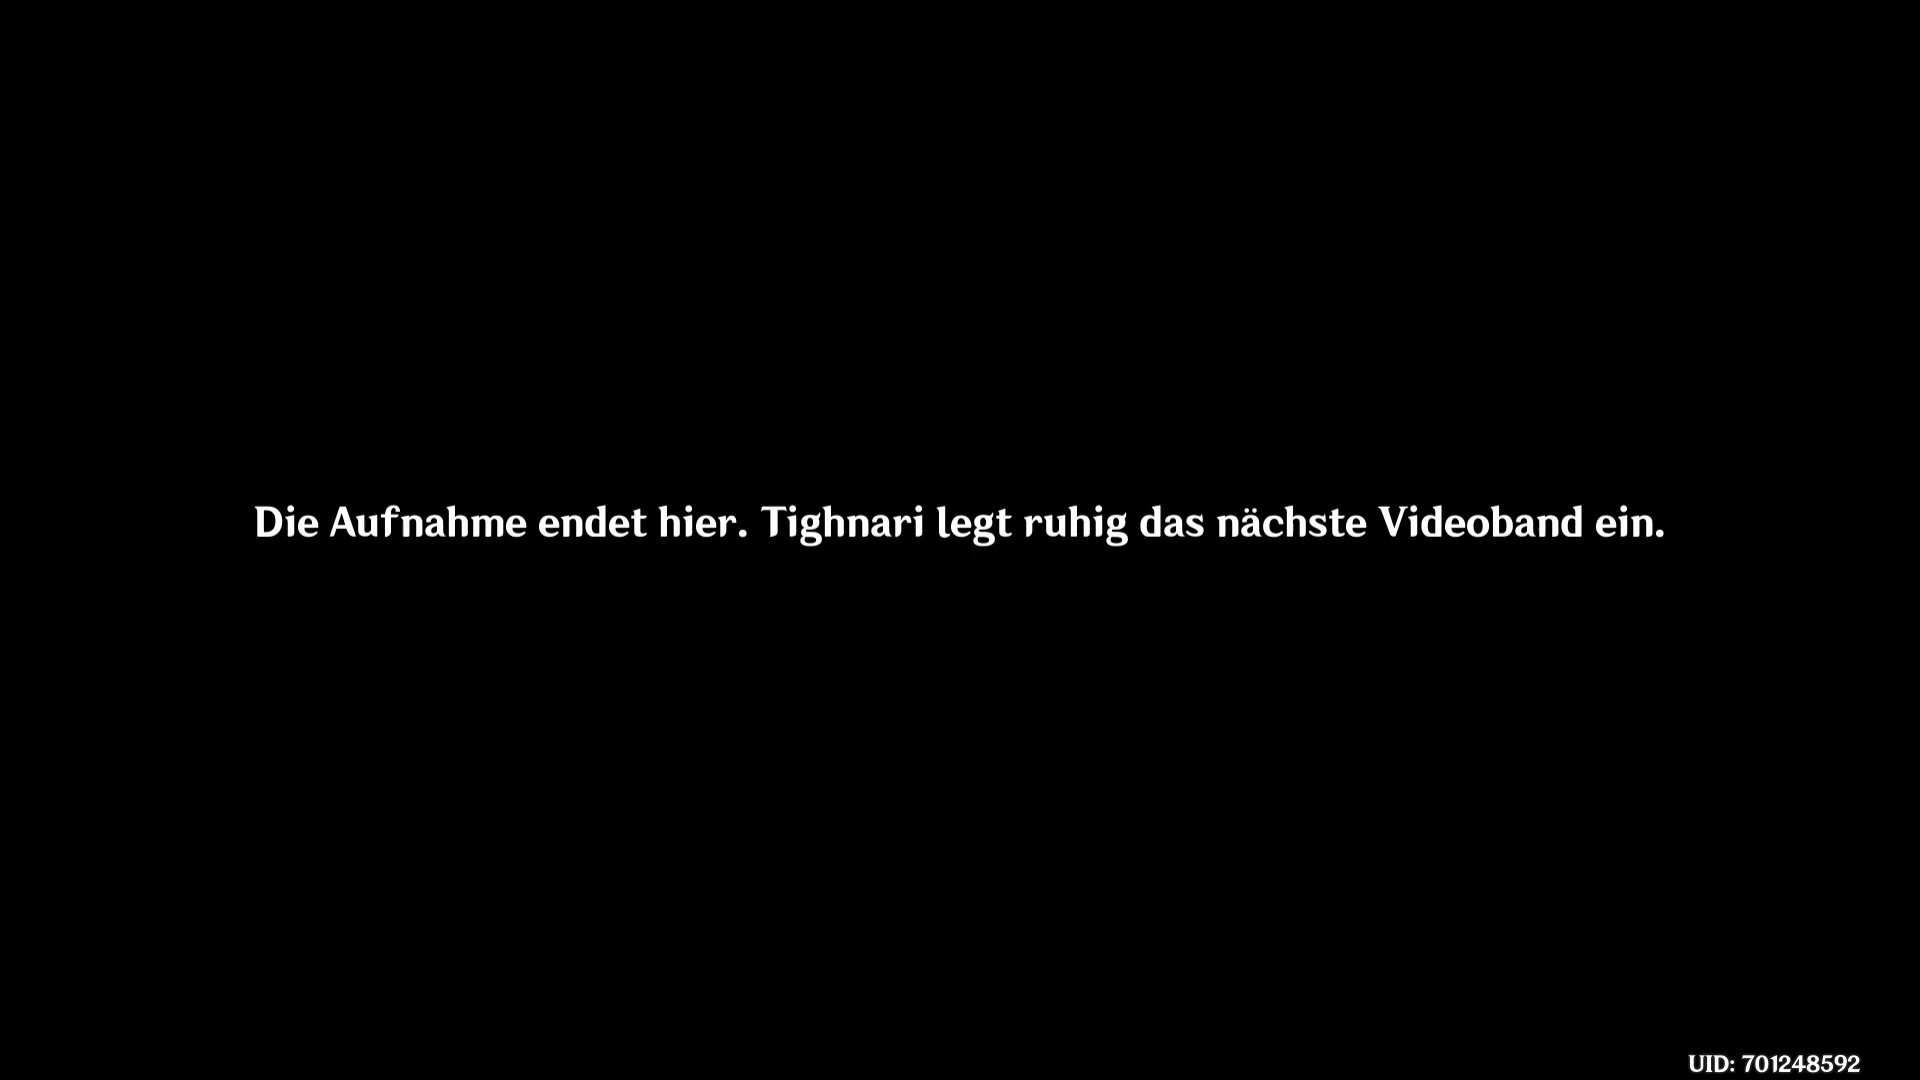 Die Aufnahme endet hier. Tighnari legt ruhig das nächste Videoband ein.
UID: 701248592